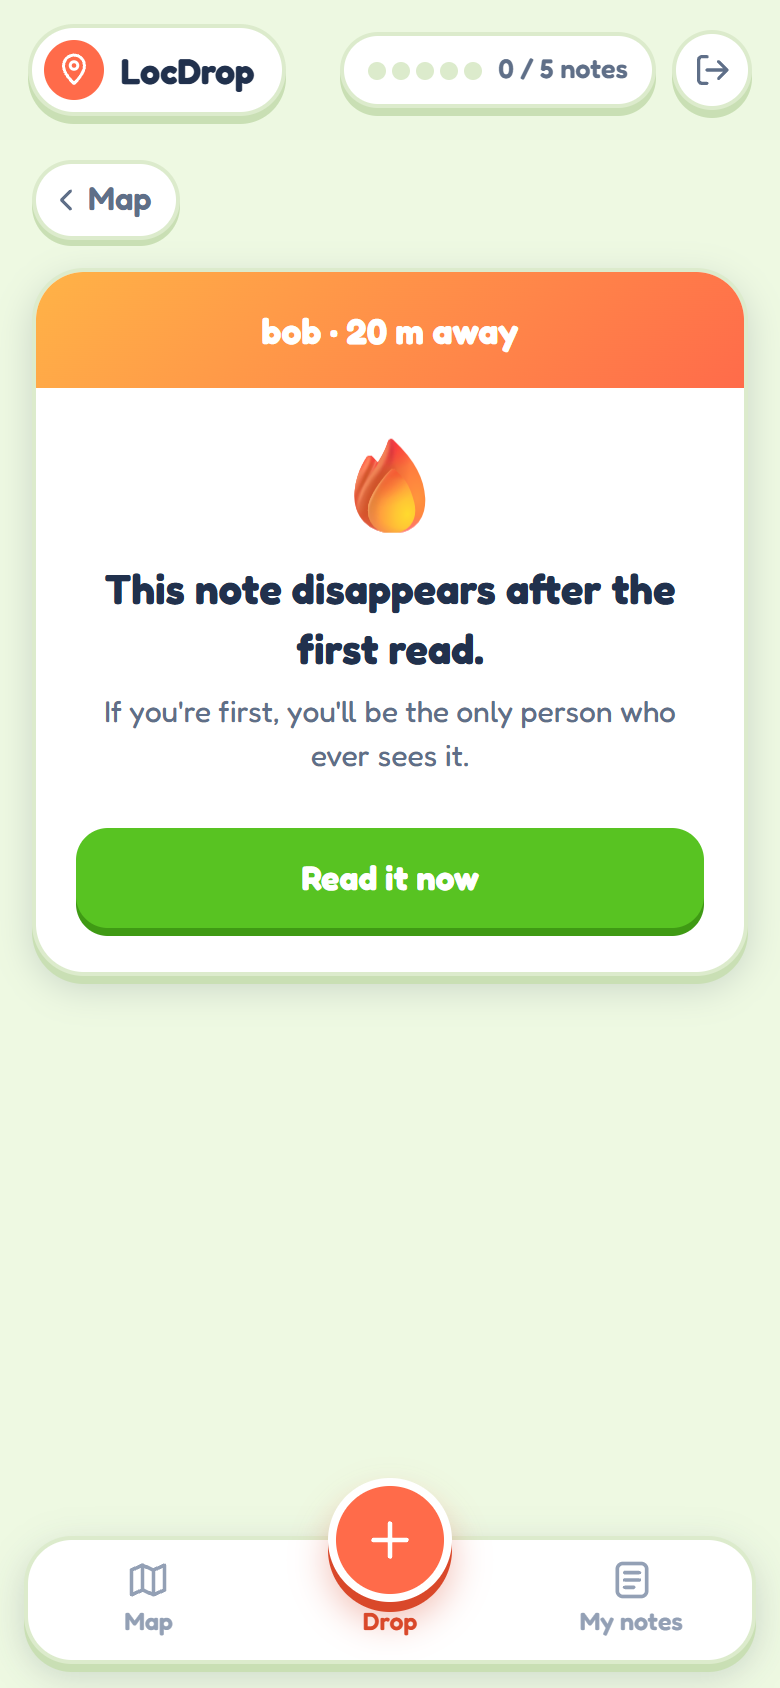 LocDrop
0 / 5 notes
Map
bob · 20 m away
This note disappears after the
first read.
If you're first, you'll be the only person who
ever sees it.
Read it now
Map
Drop
My notes